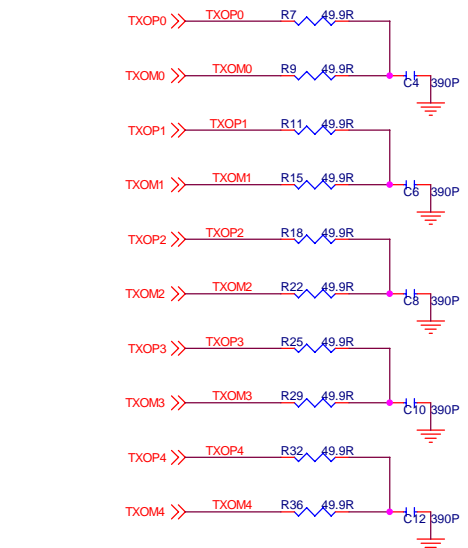 TXOP0 TXOP0 R7 49.9R
TXOM0 TXOM0 R9 49.9R C4 390P
TXOP1 TXOP1 R11 49.9R
TXOM1 TXOM1 R15 49.9R C6 390P
TXOP2 TXOP2 R18 49.9R
TXOM2 TXOM2 R22 49.9R C8 390P
TXOP3 TXOP3 R25 49.9R
TXOM3 TXOM3 R29 49.9R C10 390P
TXOP4 TXOP4 R32 49.9R
TXOM4 TXOM4 R36 49.9R C12 390P